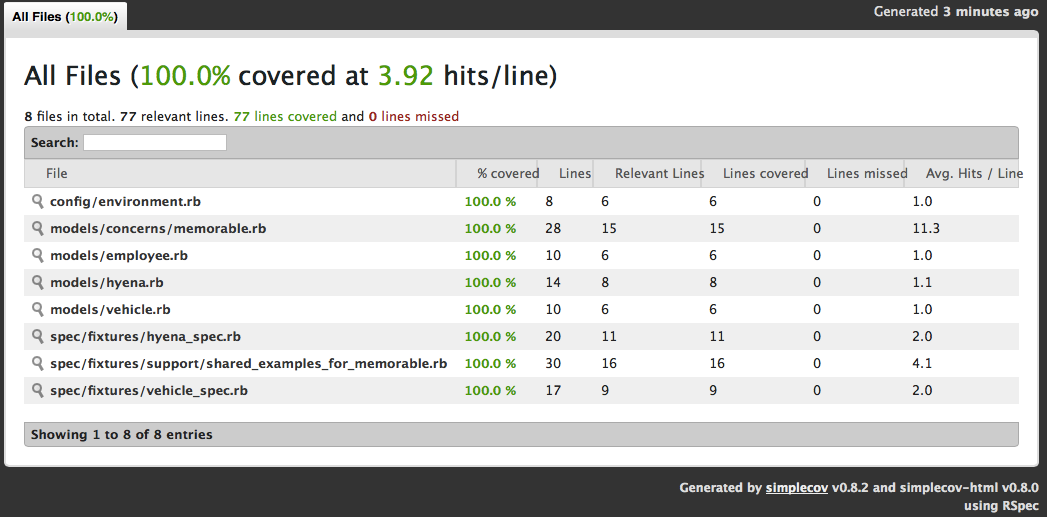 All Files (100.0%)
Generated 3 minutes ago
All Files (100.0% covered at 3.92 hits/line)
8 files in total. 77 relevant lines. 77 lines covered and 0 lines missed
Search:
File % covered Lines Relevant Lines Lines covered Lines missed Avg. Hits / Line
config/environment.rb 100.0 % 8 6 6 0 1.0
models/concerns/memorable.rb 100.0 % 28 15 15 0 11.3
models/employee.rb 100.0 % 10 6 6 0 1.0
models/hyena.rb 100.0 % 14 8 8 0 1.1
models/vehicle.rb 100.0 % 10 6 6 0 1.0
spec/fixtures/hyena_spec.rb 100.0 % 20 11 11 0 2.0
spec/fixtures/support/shared_examples_for_memorable.rb 100.0 % 30 16 16 0 4.1
spec/fixtures/vehicle_spec.rb 100.0 % 17 9 9 0 2.0
Showing 1 to 8 of 8 entries
Generated by simplecov v0.8.2 and simplecov-html v0.8.0
using RSpec